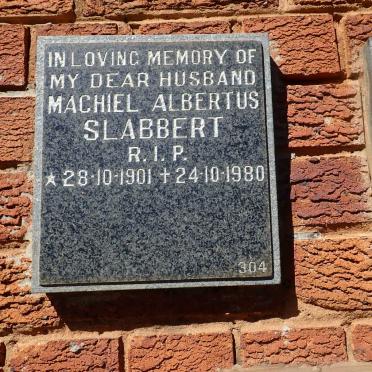 IN LOVING MEMORY OF
MY DEAR HUSBAND
MACHIEL ALBERTUS
SLABBERT
R.I.P.
★28-10-1901 ✝ 24-10-1980
304